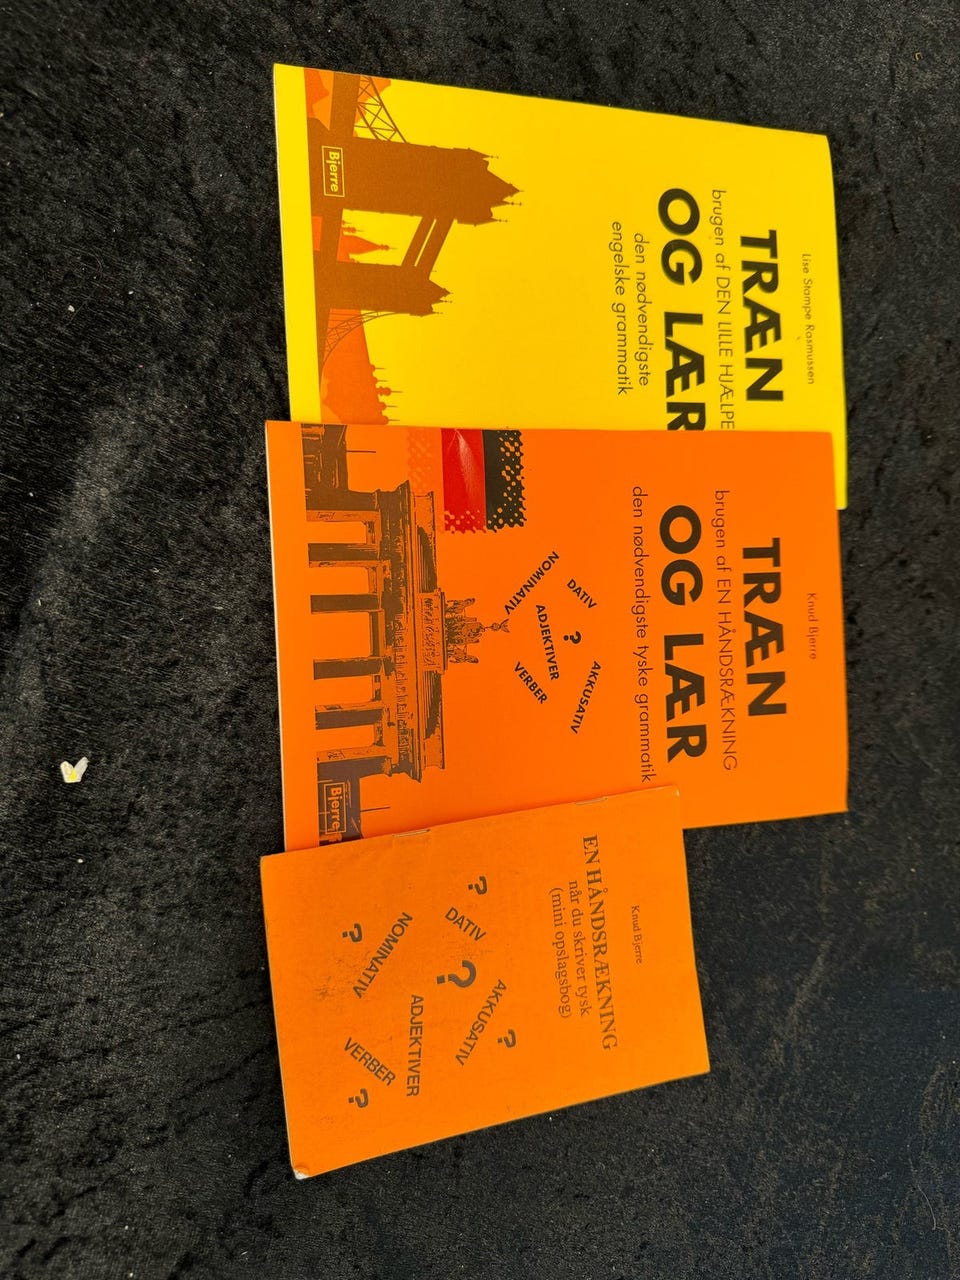 Lise Stampe Rasmussen
TRÆN
brugen af DEN LILLE HJÆLPE
OG LÆR
den nødvendigste
engelske grammatik
Bjerre
Knud Bjerre
TRÆN
brugen af EN HÅNDSRÆKNING
OG LÆR
den nødvendigste tyske grammatik
DATIV
?
AKKUSATIV
NOMINATIV
ADJEKTIVER
VERBER
Bjerre
Knud Bjerre
EN HÅNDSRÆKNING
når du skriver tysk
(mini opslagsbog)
?
DATIV
?
AKKUSATIV
?
NOMINATIV
?
ADJEKTIVER
VERBER
?